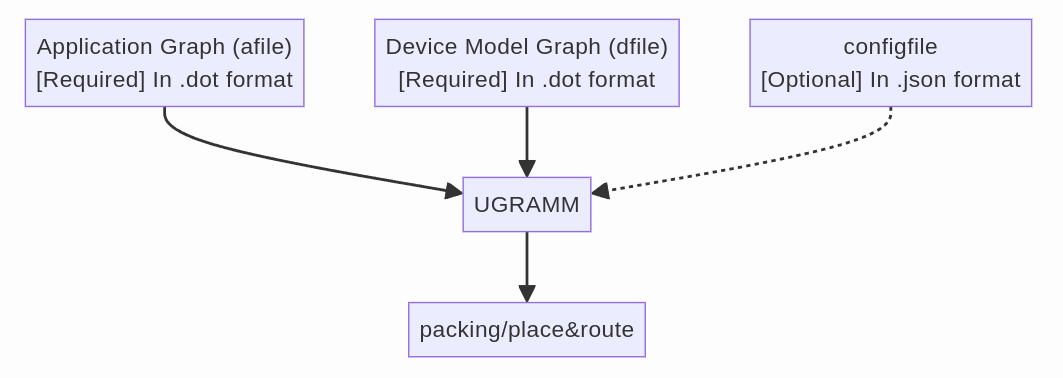 Application Graph (afile)
[Required] In .dot format
Device Model Graph (dfile)
[Required] In .dot format
configfile
[Optional] In .json format
UGRAMM
packing/place&route